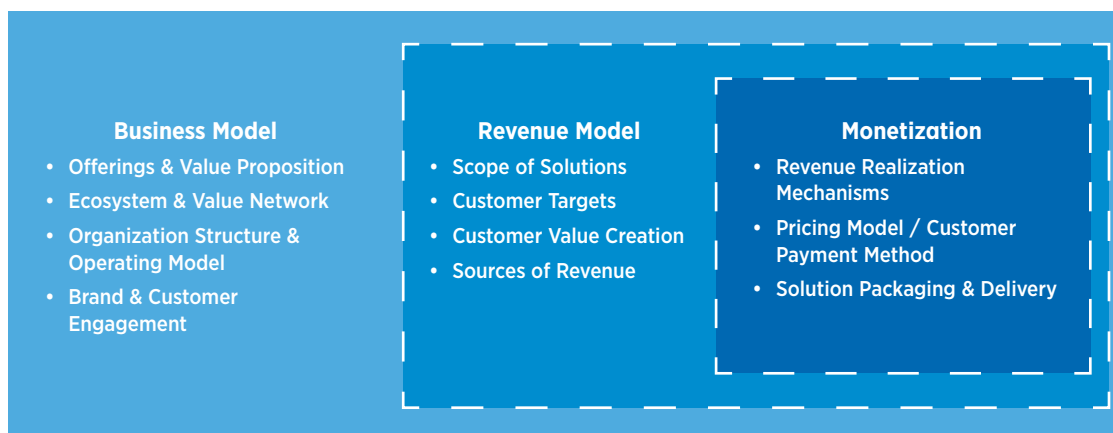 Business Model
• Offerings & Value Proposition
• Ecosystem & Value Network
• Organization Structure &
Operating Model
• Brand & Customer
Engagement
Revenue Model
• Scope of Solutions
• Customer Targets
• Customer Value Creation
• Sources of Revenue
Monetization
• Revenue Realization
Mechanisms
• Pricing Model / Customer
Payment Method
• Solution Packaging & Delivery